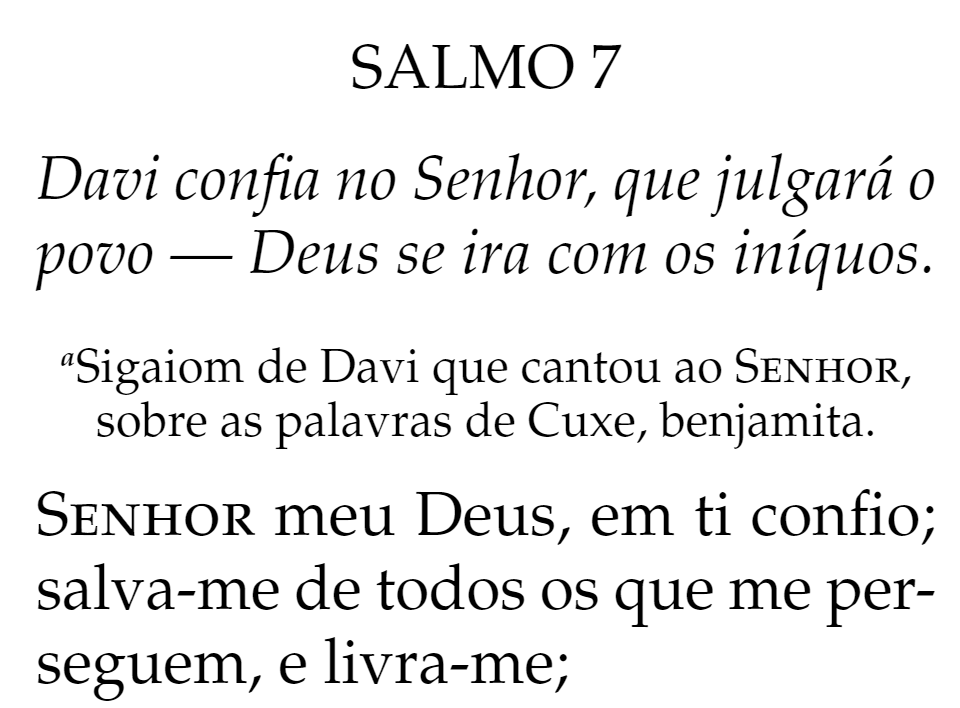 SALMO 7
Davi confia no Senhor, que julgará o
povo — Deus se ira com os iníquos.
ªSigaiom de Davi que cantou ao SENHOR,
sobre as palavras de Cuxe, benjamita.
SENHOR meu Deus, em ti confio;
salva-me de todos os que me per-
seguem, e livra-me;